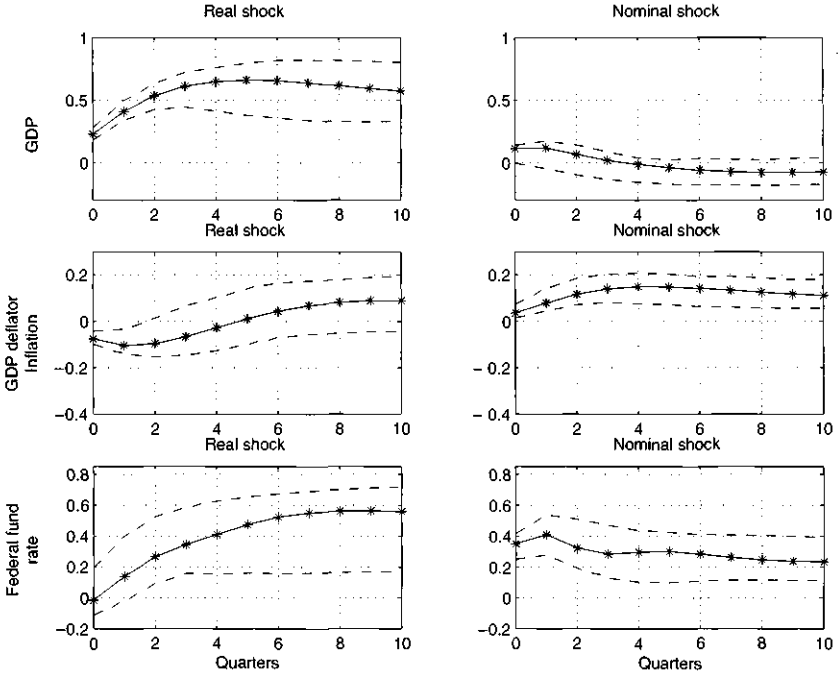 Real shock
Nominal shock
GDP
1
0.5
0
0 2 4 6 8 10
1
0.5
0
0 2 4 6 8 10
Real shock
Nominal shock
GDP deflator
Inflation
0.2
0
−0.2
−0.4
0 2 4 6 8 10
0.2
0
−0.2
−0.4
0 2 4 6 8 10
Real shock
Nominal shock
Federal fund
rate
0.8
0.6
0.4
0.2
0
−0.2
0 2 4 6 8 10
Quarters
0.8
0.6
0.4
0.2
0
−0.2
0 2 4 6 8 10
Quarters